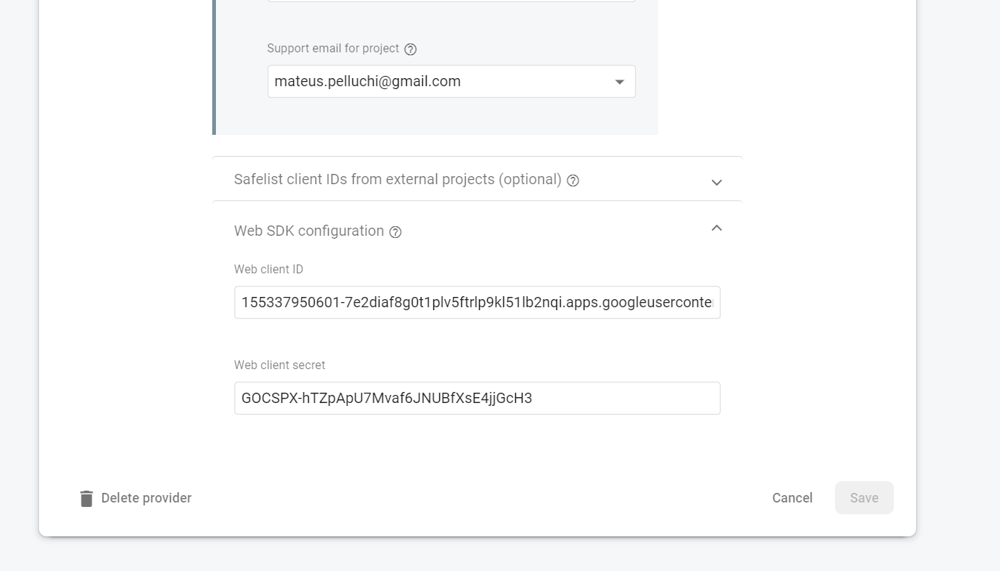 Support email for project
mateus.pelluchi@gmail.com
Safelist client IDs from external projects (optional)
Web SDK configuration
Web client ID
155337950601-7e2diaf8g0t1plv5ftrlp9kl51lb2nqi.apps.googleuserconte
Web client secret
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
Delete provider
Cancel
Save